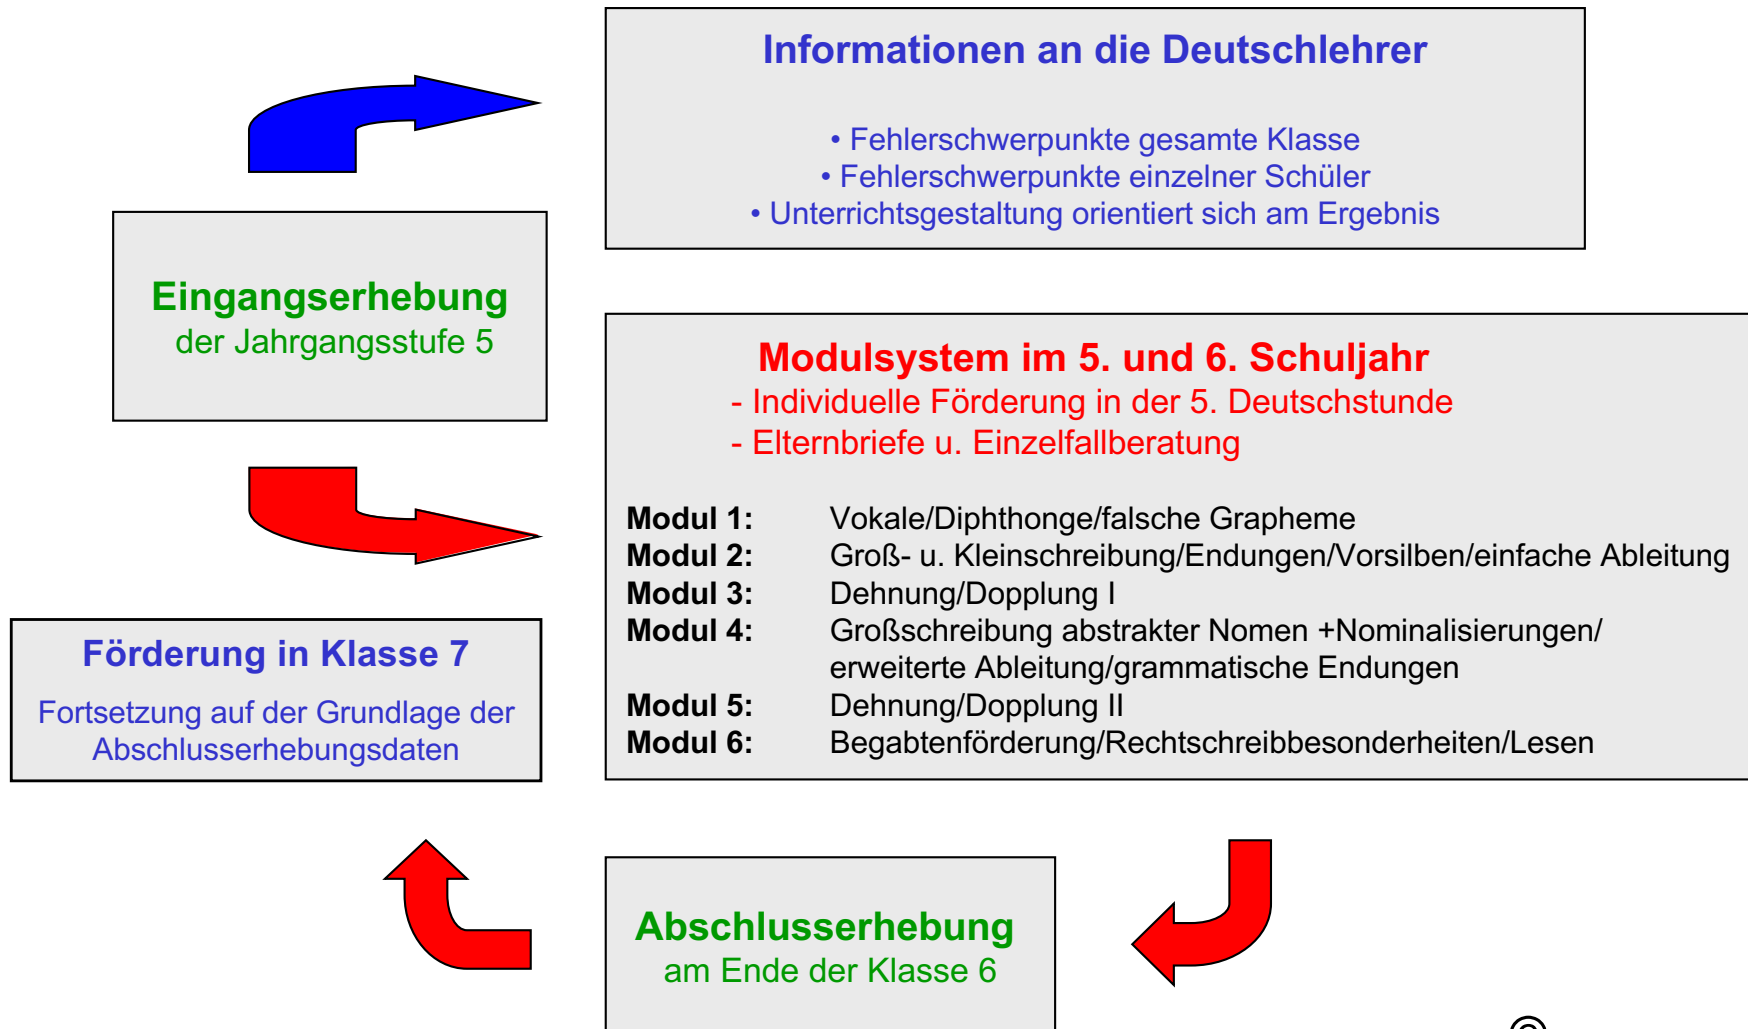 Informationen an die Deutschlehrer
• Fehlerschwerpunkte gesamte Klasse
• Fehlerschwerpunkte einzelner Schüler
• Unterrichtsgestaltung orientiert sich am Ergebnis
Eingangserhebung
der Jahrgangsstufe 5
Modulsystem im 5. und 6. Schuljahr
- Individuelle Förderung in der 5. Deutschstunde
- Elternbriefe u. Einzelfallberatung
Modul 1: Vokale/Diphthonge/falsche Grapheme
Modul 2: Groß- u. Kleinschreibung/Endungen/Vorsilben/einfache Ableitung
Modul 3: Dehnung/Dopplung I
Modul 4: Großschreibung abstrakter Nomen +Nominalisierungen/
erweiterte Ableitung/grammatische Endungen
Modul 5: Dehnung/Dopplung II
Modul 6: Begabtenförderung/Rechtschreibbesonderheiten/Lesen
Förderung in Klasse 7
Fortsetzung auf der Grundlage der
Abschlusserhebungsdaten
Abschlusserhebung
am Ende der Klasse 6